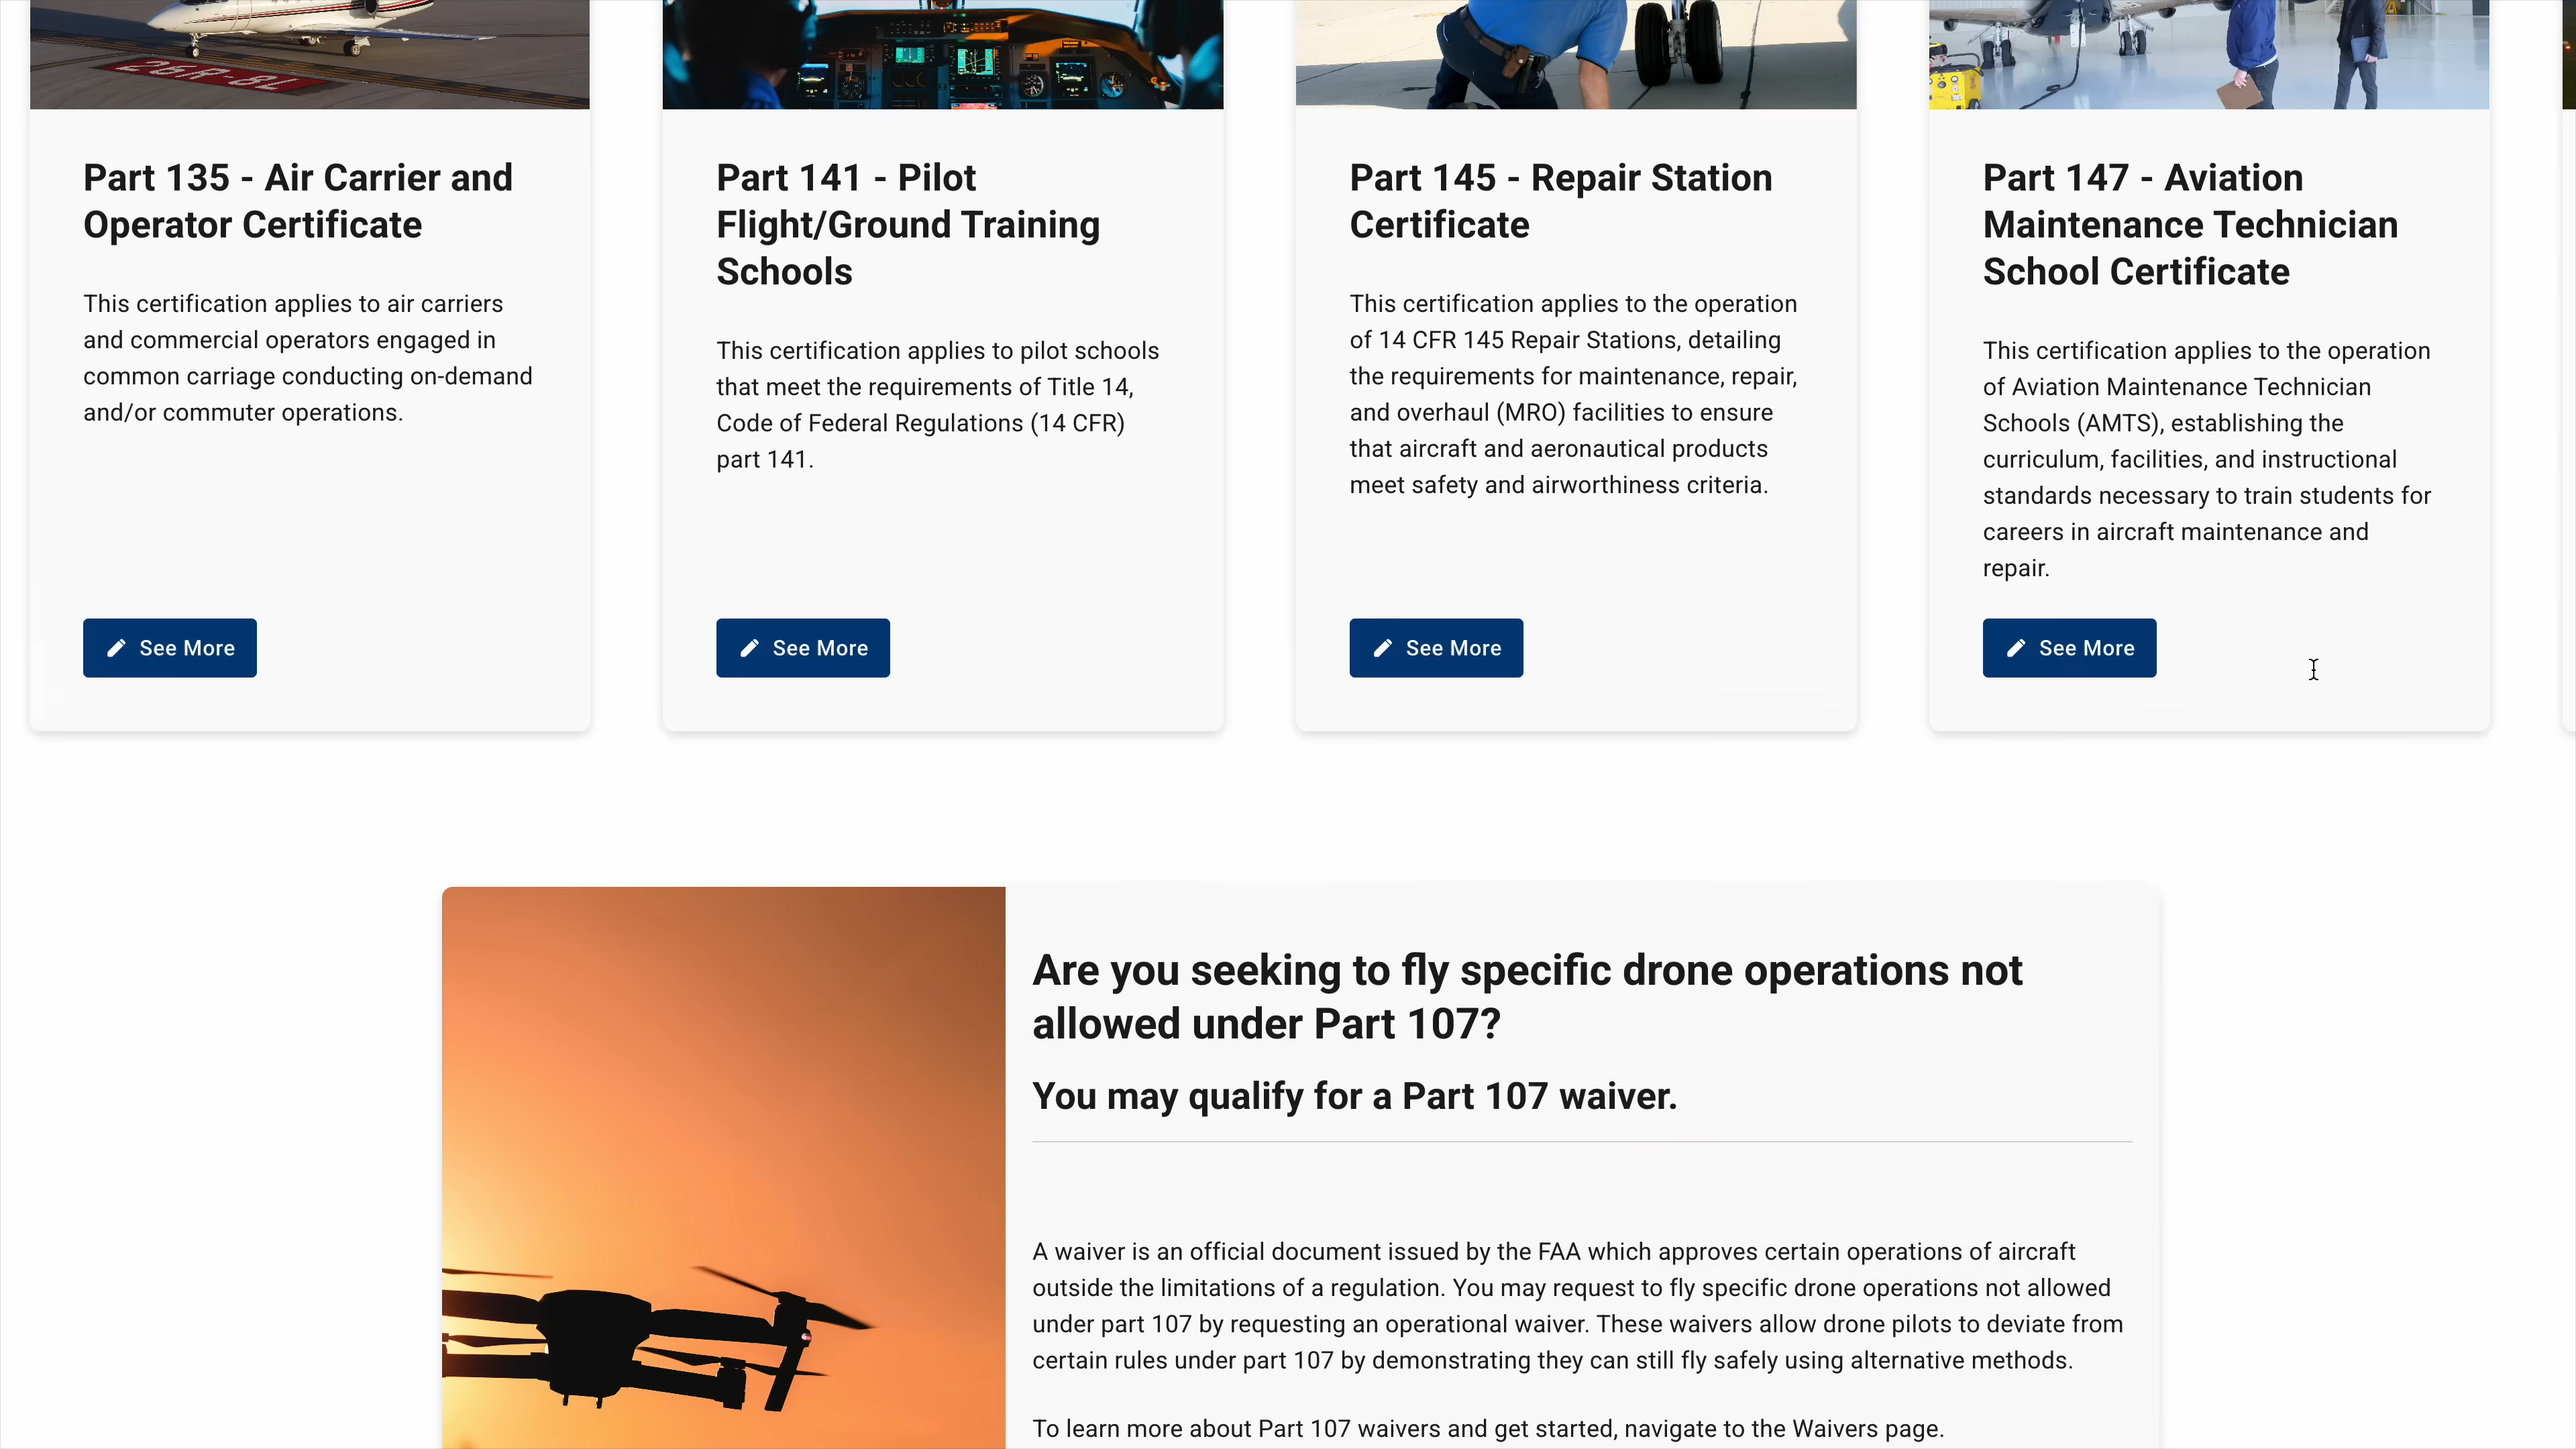 26R-8L
Part 135 - Air Carrier and
Operator Certificate
This certification applies to air carriers
and commercial operators engaged in
common carriage conducting on-demand
and/or commuter operations.
See More
Part 141 - Pilot
Flight/Ground Training
Schools
This certification applies to pilot schools
that meet the requirements of Title 14,
Code of Federal Regulations (14 CFR)
part 141.
See More
Part 145 - Repair Station
Certificate
This certification applies to the operation
of 14 CFR 145 Repair Stations, detailing
the requirements for maintenance, repair,
and overhaul (MRO) facilities to ensure
that aircraft and aeronautical products
meet safety and airworthiness criteria.
See More
Part 147 - Aviation
Maintenance Technician
School Certificate
This certification applies to the operation
of Aviation Maintenance Technician
Schools (AMTS), establishing the
curriculum, facilities, and instructional
standards necessary to train students for
careers in aircraft maintenance and
repair.
See More
Are you seeking to fly specific drone operations not
allowed under Part 107?
You may qualify for a Part 107 waiver.
A waiver is an official document issued by the FAA which approves certain operations of aircraft
outside the limitations of a regulation. You may request to fly specific drone operations not allowed
under part 107 by requesting an operational waiver. These waivers allow drone pilots to deviate from
certain rules under part 107 by demonstrating they can still fly safely using alternative methods.
To learn more about Part 107 waivers and get started, navigate to the Waivers page.